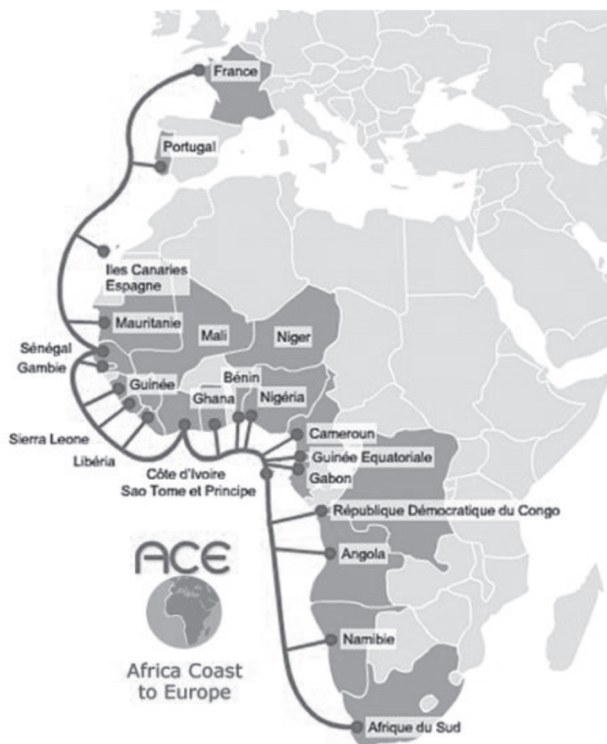 France
Portugal
Iles Canaries
Espagne
Mauritanie
Mali
Niger
Sénégal
Gambie
Bénin
Guinée
Ghana
Nigéria
Sierra Leone
Cameroun
Libéria
Guinée Equatoriale
Côte d'Ivoire
Gabon
Sao Tome et Principe
République Démocratique du Congo
ACE
Angola
Namibie
Africa Coast
to Europe
Afrique du Sud